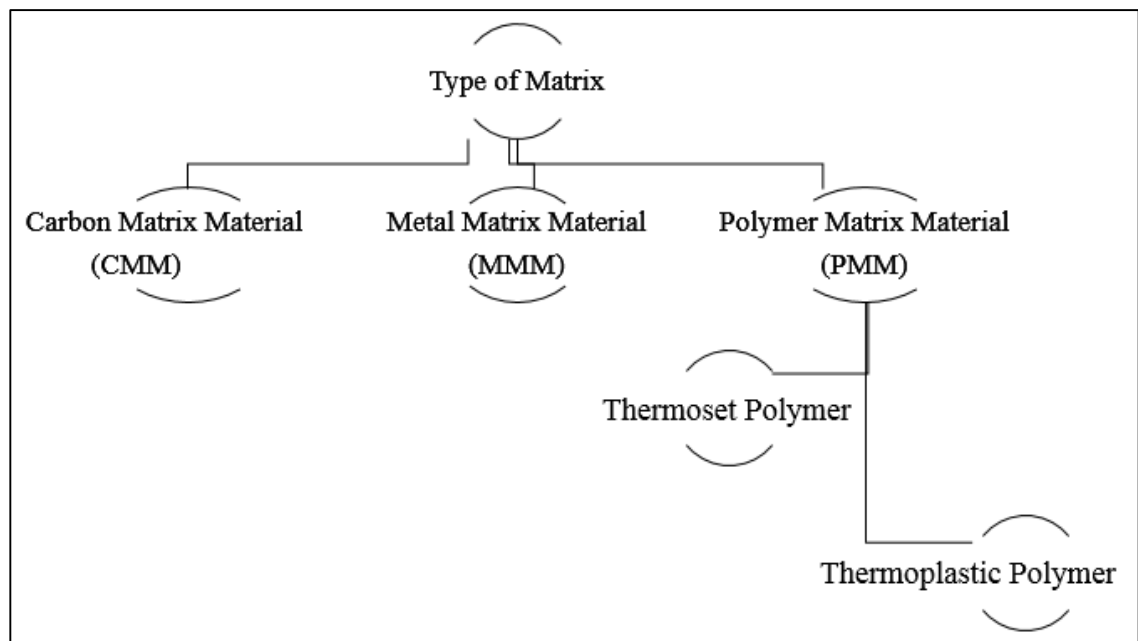 Type of Matrix
Carbon Matrix Material
(CMM)
Metal Matrix Material
(MMM)
Polymer Matrix Material
(PMM)
Thermoset Polymer
Thermoplastic Polymer